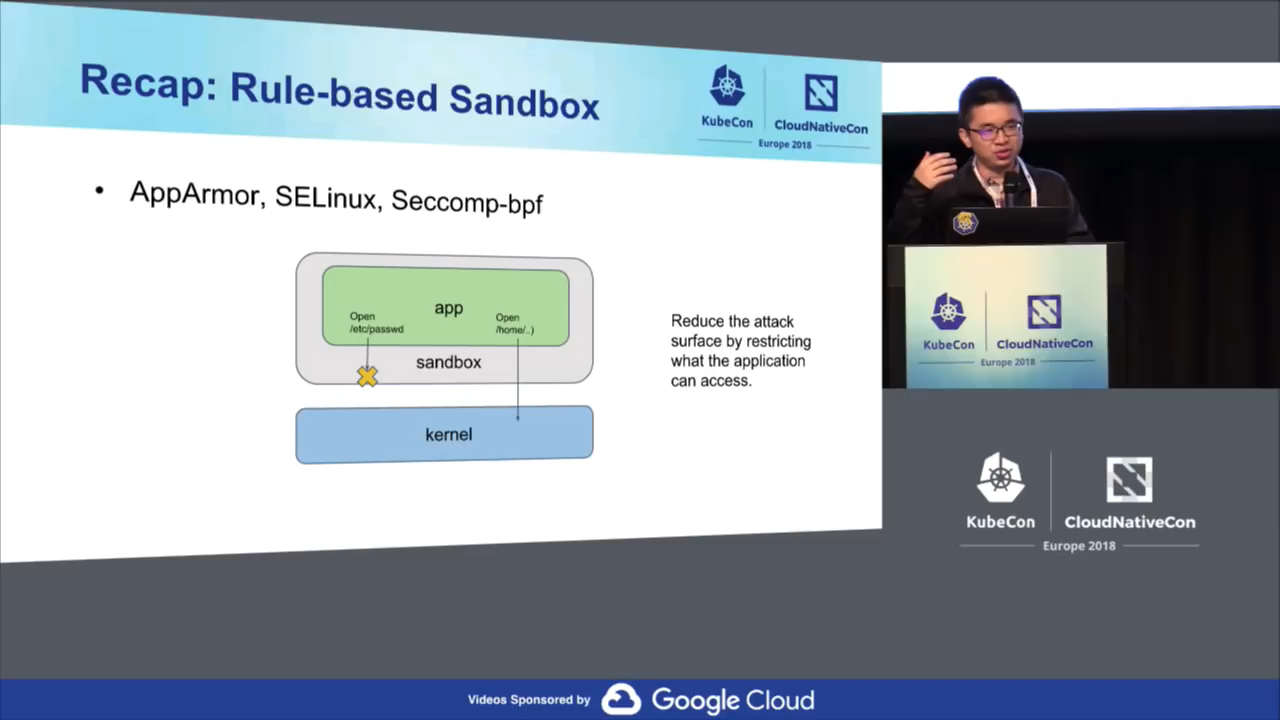 Recap: Rule-based Sandbox
KubeCon
CloudNativeCon
Europe 2018
• AppArmor, SELinux, Seccomp-bpf
app
Open
/etc/passwd
Open
/home/..)
sandbox
kernel
Reduce the attack
surface by restricting
what the application
can access.
KubeCon
CloudNativeCon
Europe 2018
KubeCon
CloudNativeCon
Europe 2018
Videos Sponsored by
Google Cloud